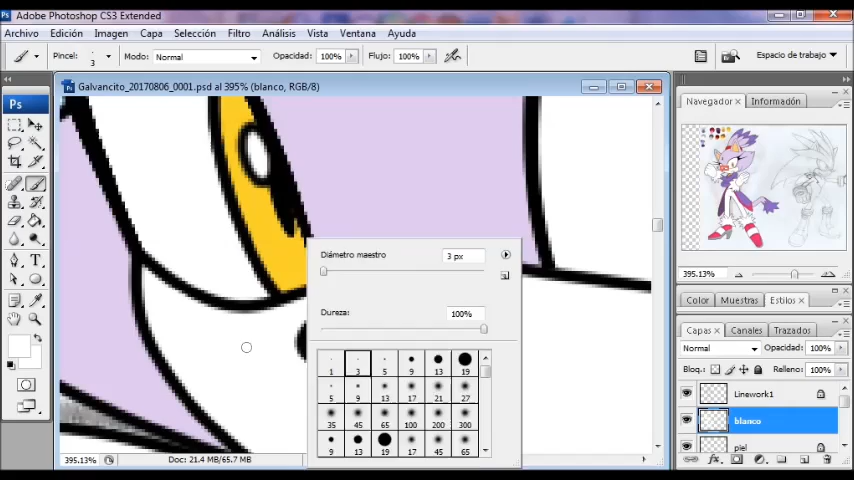 Adobe Photoshop CS3 Extended
Archivo Edición Imagen Capa Selección Filtro Análisis Vista Ventana Ayuda
Pincel: 3 Modo: Normal Opacidad: 100% Flujo: 100% Espacio de trabajo
Galvancito_20170806_0001.psd al 395% (blanco, RGB/8)
Navegador Información
Ps
Diámetro maestro 3 px
395.13%
Color Muestras Estilos
Dureza: 100%
Capas Canales Trazados
Normal Opacidad: 100%
Bloq.: Relleno: 100%
1 3 5 9 13 19
5 9 13 17 21 27
35 45 65 100 200 300
9 13 19 17 45 65
Linework1
blanco
piel
395.13% Doc: 21.4 MB/65.7 MB